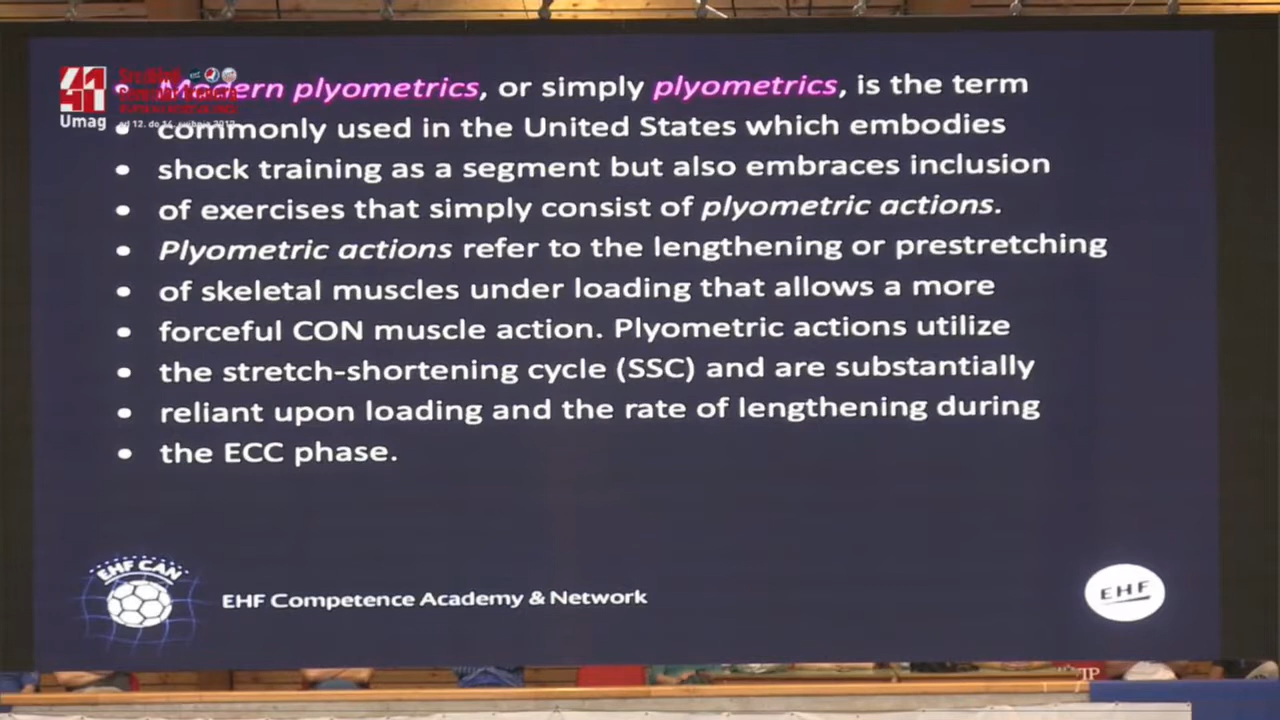 41
Umag
• Modern plyometrics, or simply plyometrics, is the term
• commonly used in the United States which embodies
• shock training as a segment but also embraces inclusion
• of exercises that simply consist of plyometric actions.
• Plyometric actions refer to the lengthening or prestretching
• of skeletal muscles under loading that allows a more
• forceful CON muscle action. Plyometric actions utilize
• the stretch-shortening cycle (SSC) and are substantially
• reliant upon loading and the rate of lengthening during
• the ECC phase.
EHF CAN
EHF Competence Academy & Network
EHF